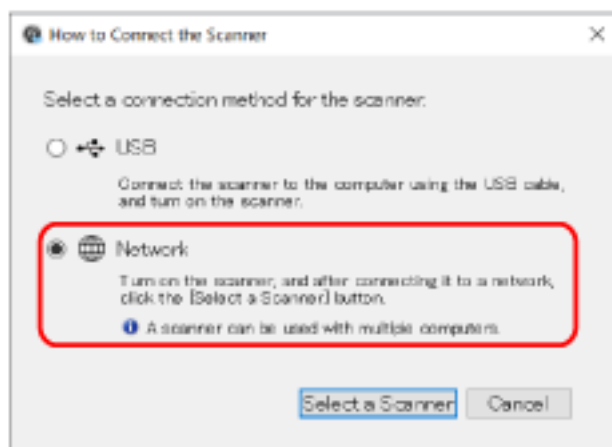 How to Connect the Scanner
Select a connection method for the scanner.
USB
Connect the scanner to the computer using the USB cable,
and turn on the scanner.
Network
Turn on the scanner, and after connecting it to a network,
click the [Select a Scanner] button.
A scanner can be used with multiple computers.
Select a Scanner Cancel